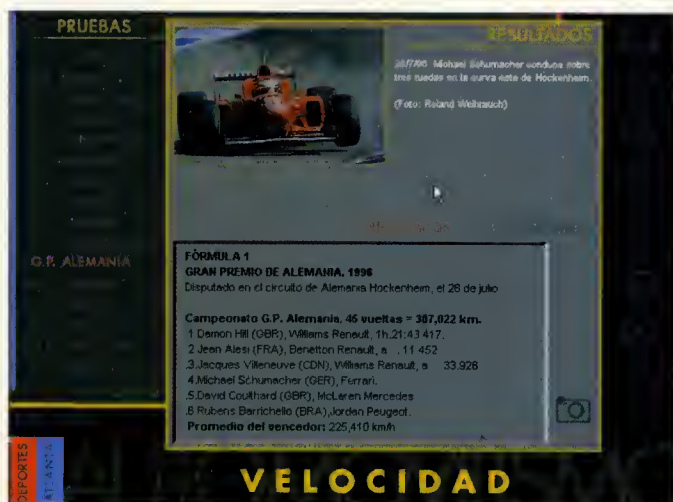 PRUEBAS
RESULTADOS
Michael Schumacher conduce sobre
tres ruedas en la curva este de Hockenheim.
(Foto: Roland Weihrauch)
G.P. ALEMANIA
FÓRMULA 1
GRAN PREMIO DE ALEMANIA, 1996
Disputado en el circuito de Alemania Hockenheim, el 28 de julio
Campeonato G.P. Alemania, 45 vueltas = 307,022 km.
1 Damon Hill (GBR), Williams Renault, 1h.21:43 417.
2 Jean Alesi (FRA), Benetton Renault, a 11 452
.3.Jacques Villeneuve (CDN), Williams Renault, a 33.926
4.Michael Schumacher (GER), Ferrari.
.5.David Coulthard (GBR), McLaren Mercedes
.6 Rubens Barrichello (BRA),Jordan Peugeot.
Promedio del vencedor: 225,410 km/h
DEPORTES
ATLANTA
VELOCIDAD